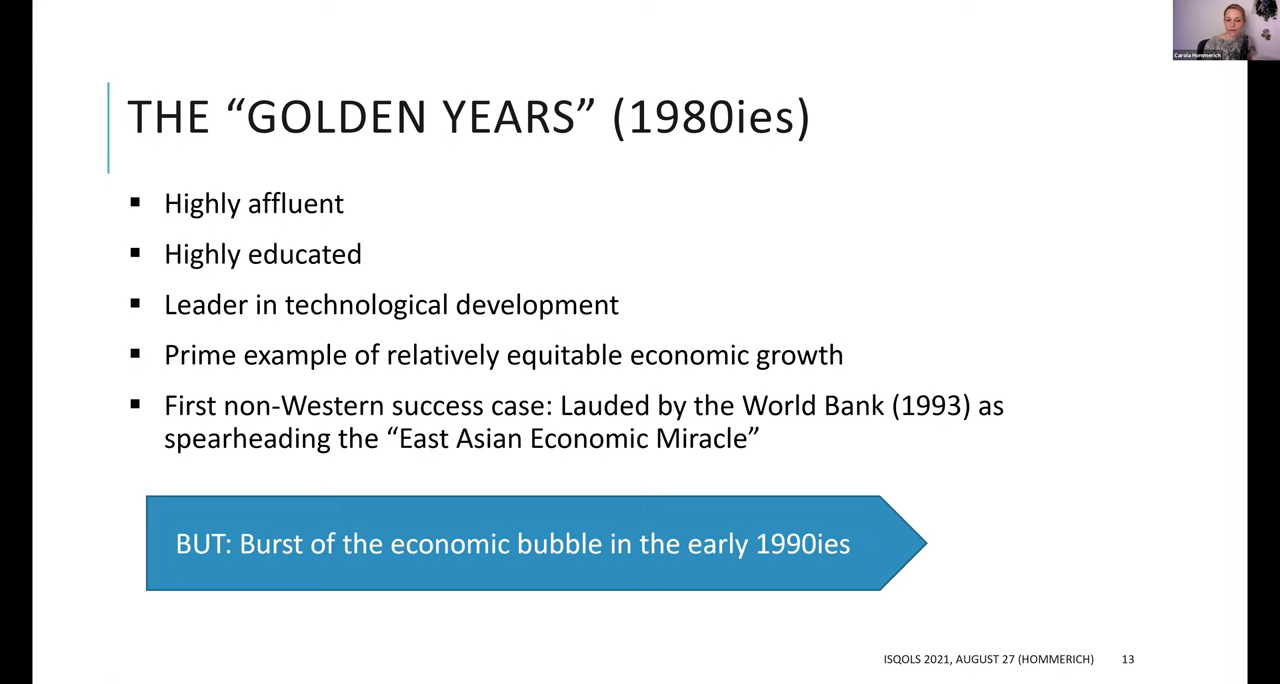 Carola Hommerich
THE “GOLDEN YEARS” (1980ies)
▪ Highly affluent
▪ Highly educated
▪ Leader in technological development
▪ Prime example of relatively equitable economic growth
▪ First non-Western success case: Lauded by the World Bank (1993) as
spearheading the “East Asian Economic Miracle”
BUT: Burst of the economic bubble in the early 1990ies
ISQOLS 2021, AUGUST 27 (HOMMERICH) 13